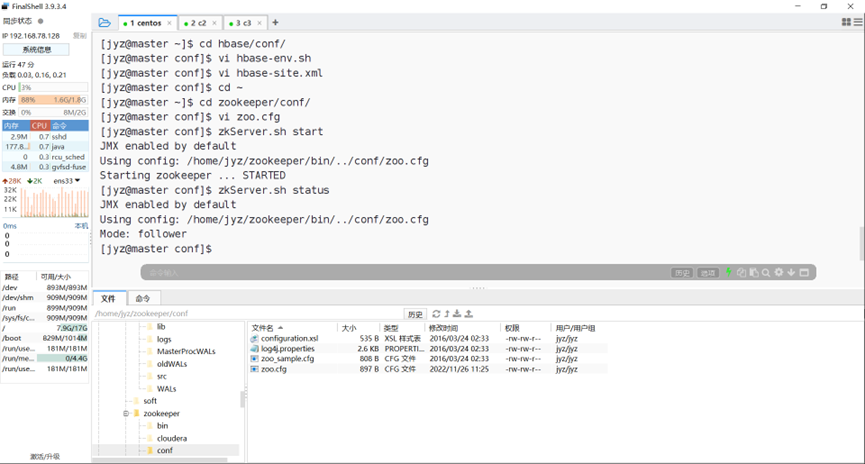 FinalShell 3.9.3.4
同步状态
IP 192.168.78.128 复制
系统信息
运行 47 分
负载 0.03, 0.16, 0.21
CPU 3%
内存 88% 1.6G/1.8G
交换 0% 8M/2G
内存 CPU 命令
2.9M 0.7 sshd
177.8... 0.7 java
0 0.3 rcu_sched
4.8M 0.3 gvfsd-fuse
28K 2K ens33
32K
22K
11K
0ms 本机
0
0
0
路径 可用/大小
/dev 893M/893M
/dev/shm 909M/909M
/run 899M/909M
/sys/fs/c... 909M/909M
/ 7.9G/17G
/boot 829M/1014M
/run/use... 181M/181M
/run/me... 0/4.4G
/run/use... 181M/181M
激活/升级
1 centos 2 c2 3 c3
[jyz@master ~]$ cd hbase/conf/
[jyz@master conf]$ vi hbase-env.sh
[jyz@master conf]$ vi hbase-site.xml
[jyz@master conf]$ cd ~
[jyz@master ~]$ cd zookeeper/conf/
[jyz@master conf]$ vi zoo.cfg
[jyz@master conf]$ zkServer.sh start
JMX enabled by default
Using config: /home/jyz/zookeeper/bin/../conf/zoo.cfg
Starting zookeeper ... STARTED
[jyz@master conf]$ zkServer.sh status
JMX enabled by default
Using config: /home/jyz/zookeeper/bin/../conf/zoo.cfg
Mode: follower
[jyz@master conf]$
命令输入 历史 选项
文件 命令
/home/jyz/zookeeper/conf 历史
lib
logs
MasterProcWALs
oldWALs
src
WALs
soft
zookeeper
bin
cloudera
conf
文件名 大小 类型 修改时间 权限 用户/用户组
configuration.xsl 535 B XSL 样式表 2016/03/24 02:33 -rw-rw-r-- jyz/jyz
log4j.properties 2.6 KB PROPERTI... 2016/03/24 02:33 -rw-rw-r-- jyz/jyz
zoo_sample.cfg 808 B CFG 文件 2016/03/24 02:33 -rw-rw-r-- jyz/jyz
zoo.cfg 897 B CFG 文件 2022/11/26 11:25 -rw-rw-r-- jyz/jyz